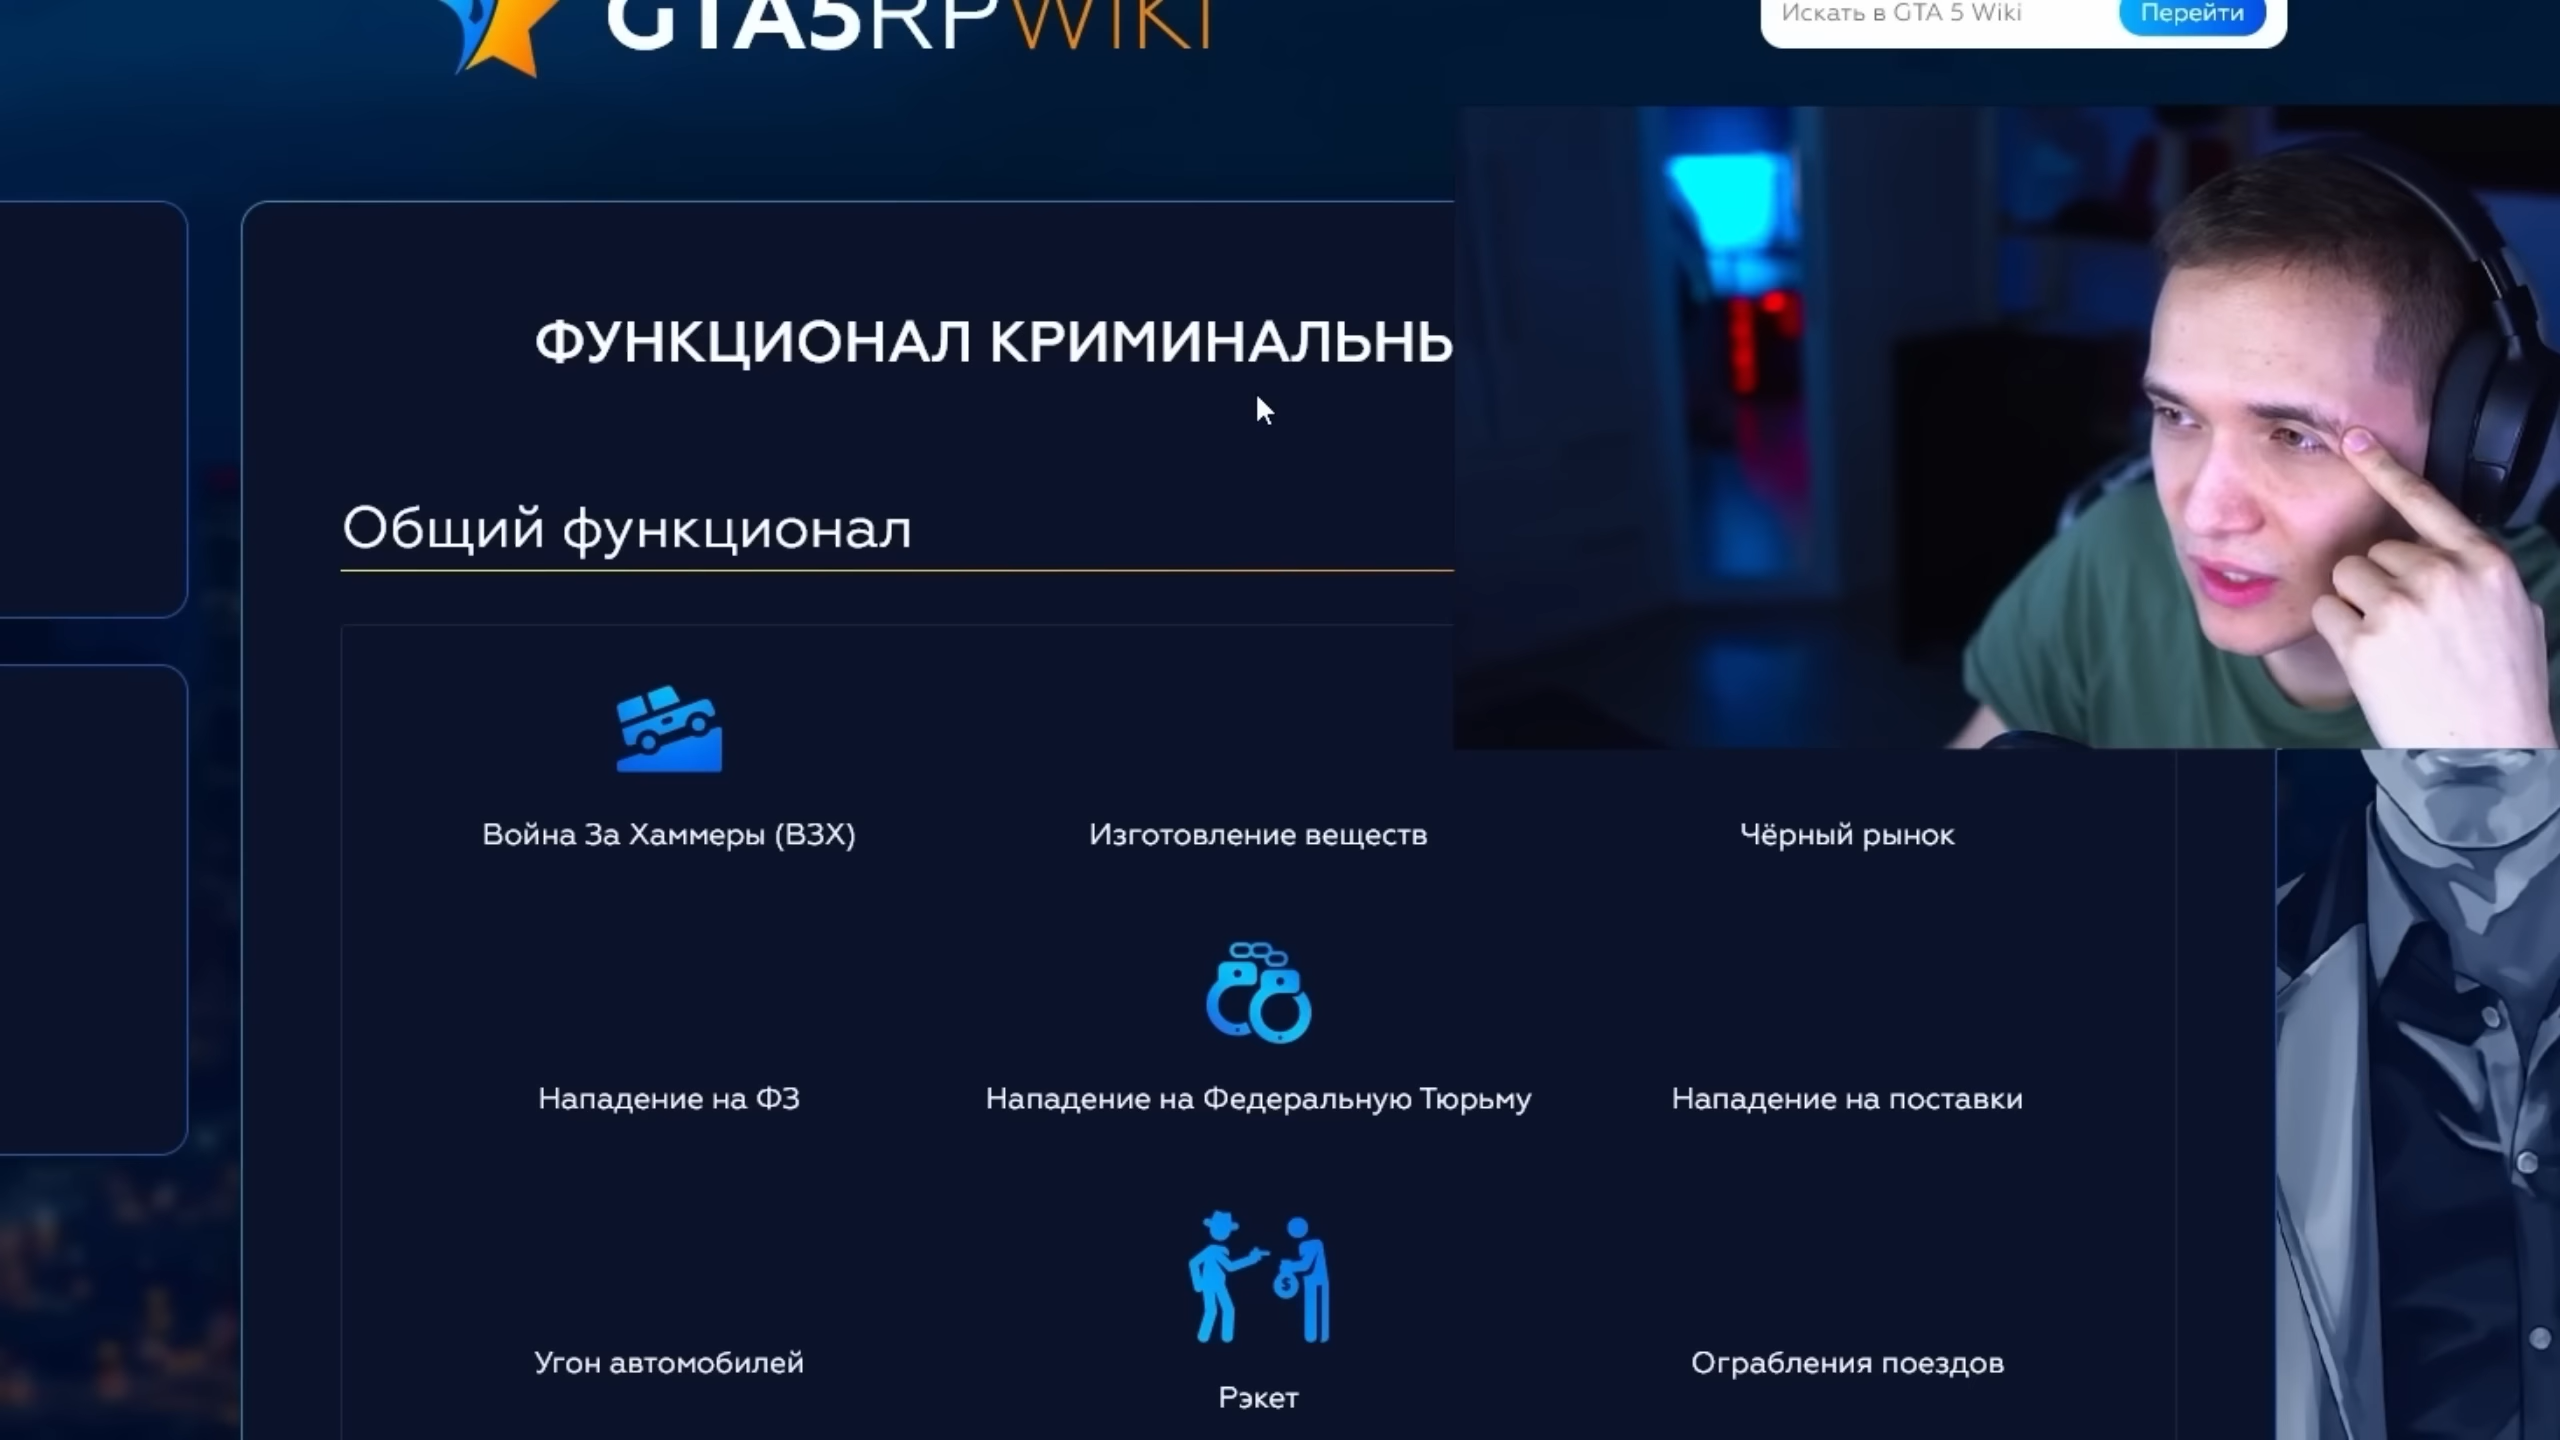 GTA5RPWIKI
Искать в GTA 5 Wiki
Перейти
ФУНКЦИОНАЛ КРИМИНАЛЬНЫ
Общий функционал
Война За Хаммеры (ВЗХ)
Изготовление веществ
Чёрный рынок
Нападение на ФЗ
Нападение на Федеральную Тюрьму
Нападение на поставки
Угон автомобилей
Рэкет
Ограбления поездов